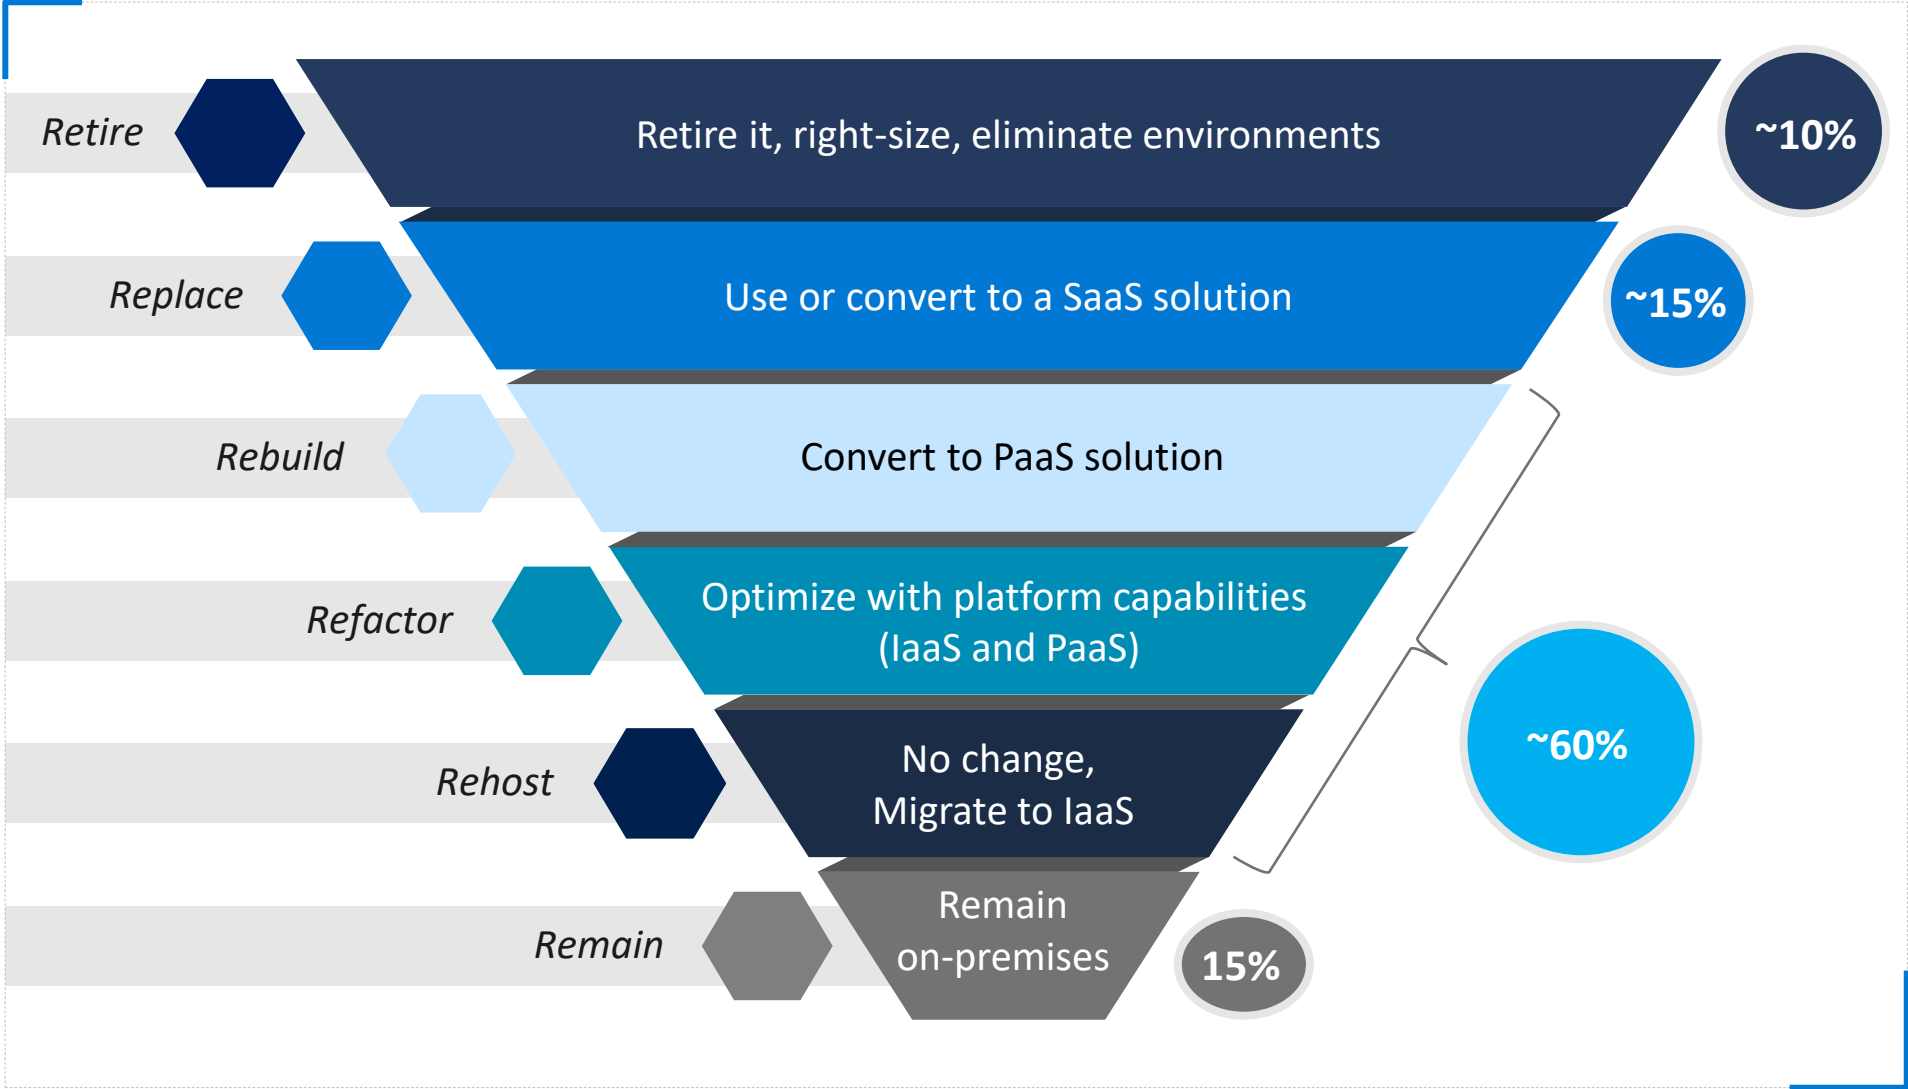 Retire
Retire it, right-size, eliminate environments
~10%
Replace
Use or convert to a SaaS solution
~15%
Rebuild
Convert to PaaS solution
Refactor
Optimize with platform capabilities
(IaaS and PaaS)
~60%
Rehost
No change,
Migrate to IaaS
Remain
Remain
on-premises
15%